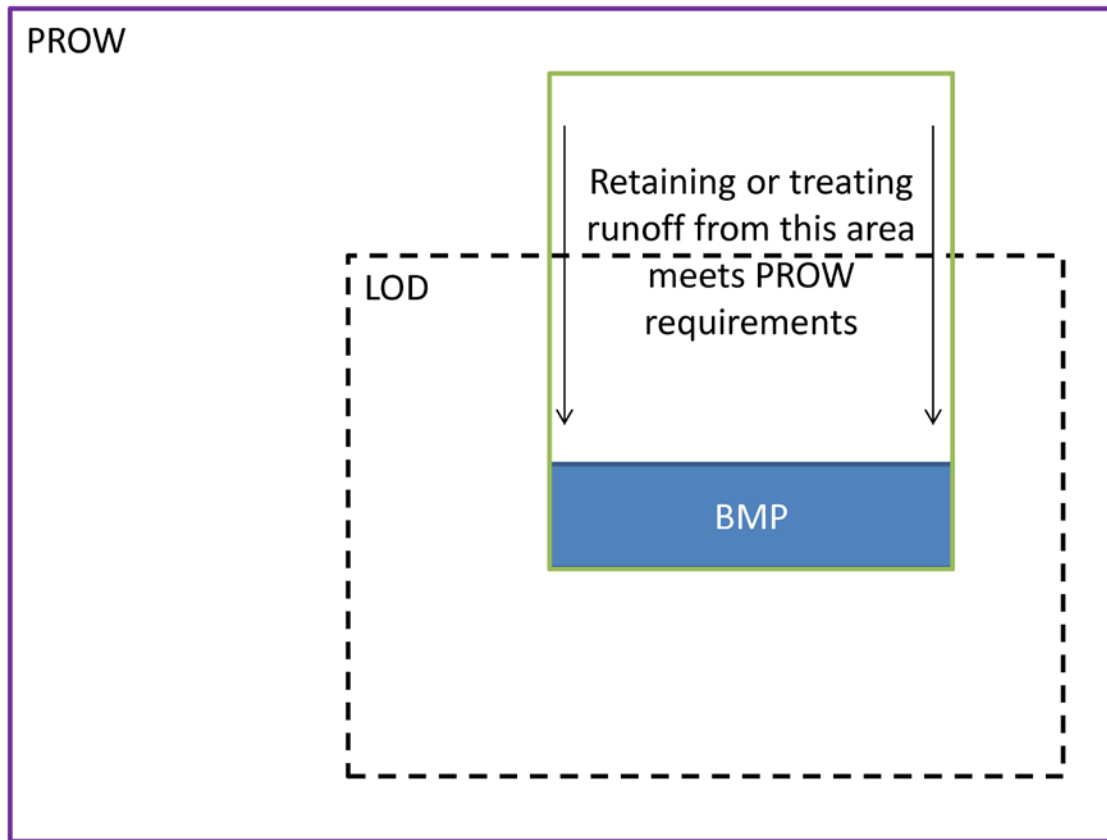 PROW
Retaining or treating
runoff from this area
meets PROW
LOD
requirements
BMP